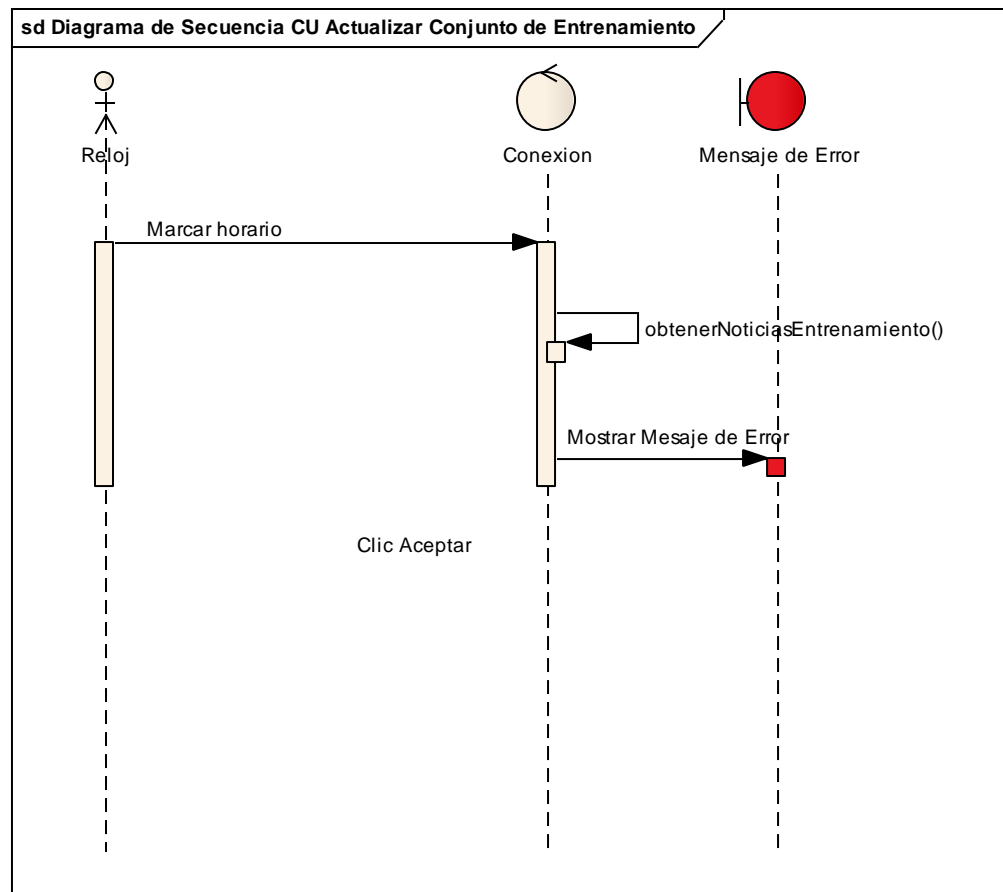 sd Diagrama de Secuencia CU Actualizar Conjunto de Entrenamiento
Reloj
Conexion
Mensaje de Error
Marcar horario
obtenerNoticiasEntrenamiento()
Mostrar Mesaje de Error
Clic Aceptar